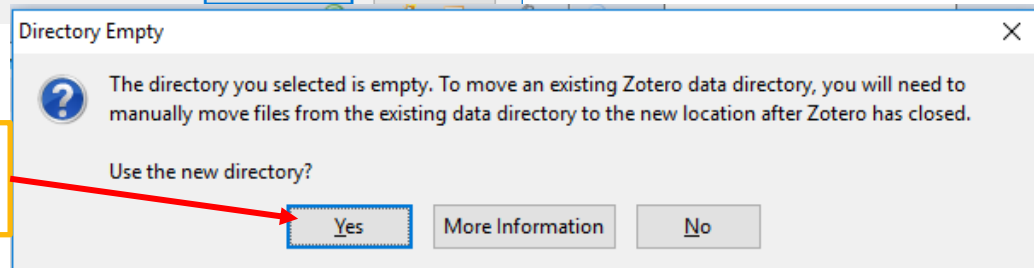 Directory Empty
The directory you selected is empty. To move an existing Zotero data directory, you will need to
manually move files from the existing data directory to the new location after Zotero has closed.
Use the new directory?
Yes
More Information
No